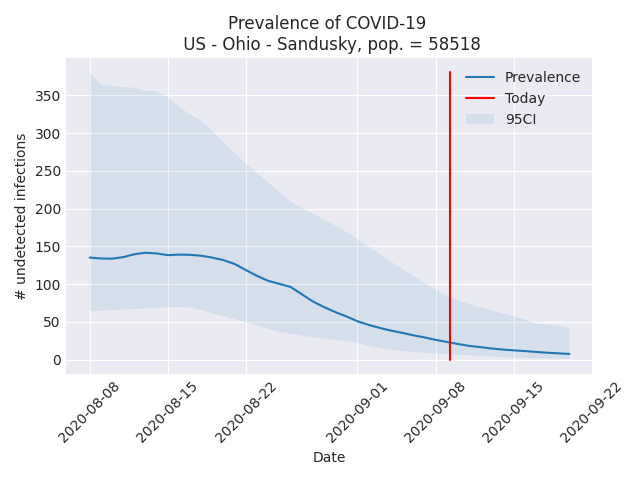 Prevalence of COVID-19
US - Ohio - Sandusky, pop. = 58518
# undetected infections
350
300
250
200
150
100
50
0
Prevalence
Today
95CI
2020-08-08
2020-08-15
2020-08-22
2020-09-01
2020-09-08
2020-09-15
2020-09-22
Date